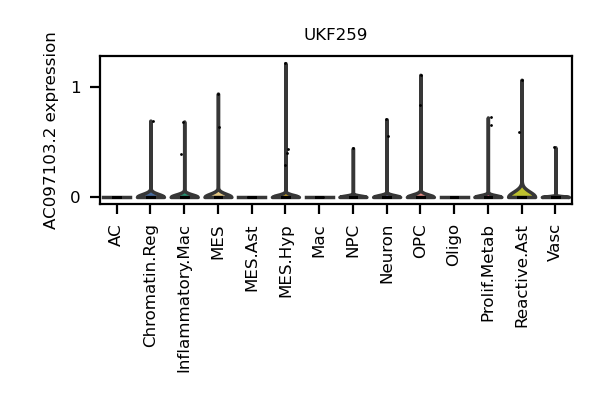 UKF259
AC097103.2 expression
1
0
AC
Chromatin.Reg
Inflammatory.Mac
MES
MES.Ast
MES.Hyp
Mac
NPC
Neuron
OPC
Oligo
Prolif.Metab
Reactive.Ast
Vasc